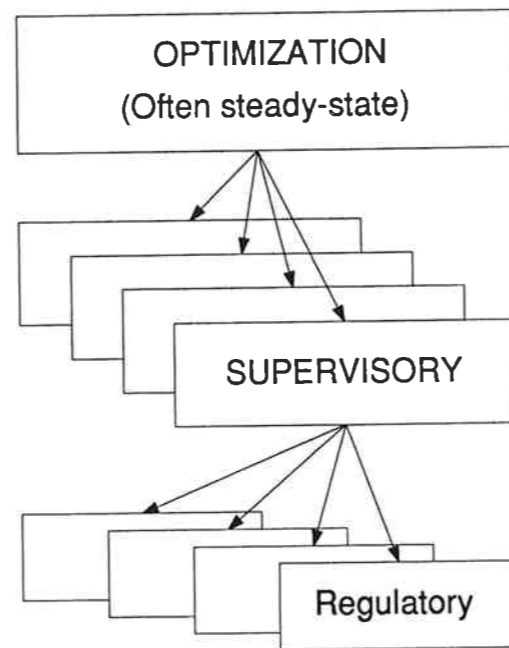 OPTIMIZATION
(Often steady-state)
SUPERVISORY
Regulatory